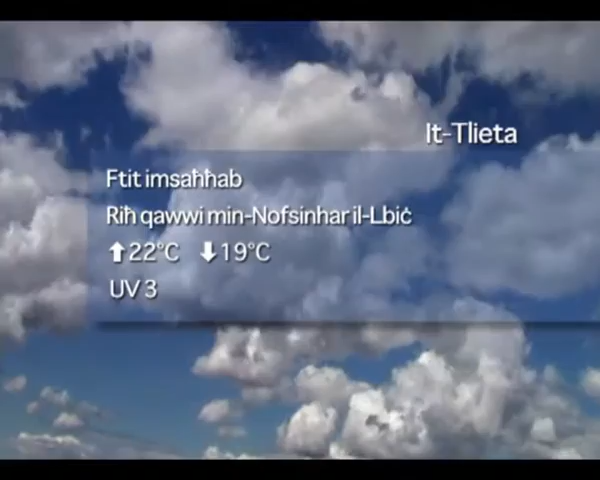 It-Tlieta
Ftit imsaħħab
Riħ qawwi min-Nofsinhar il-Lbiċ
⬆22°C ⬇19°C
UV 3